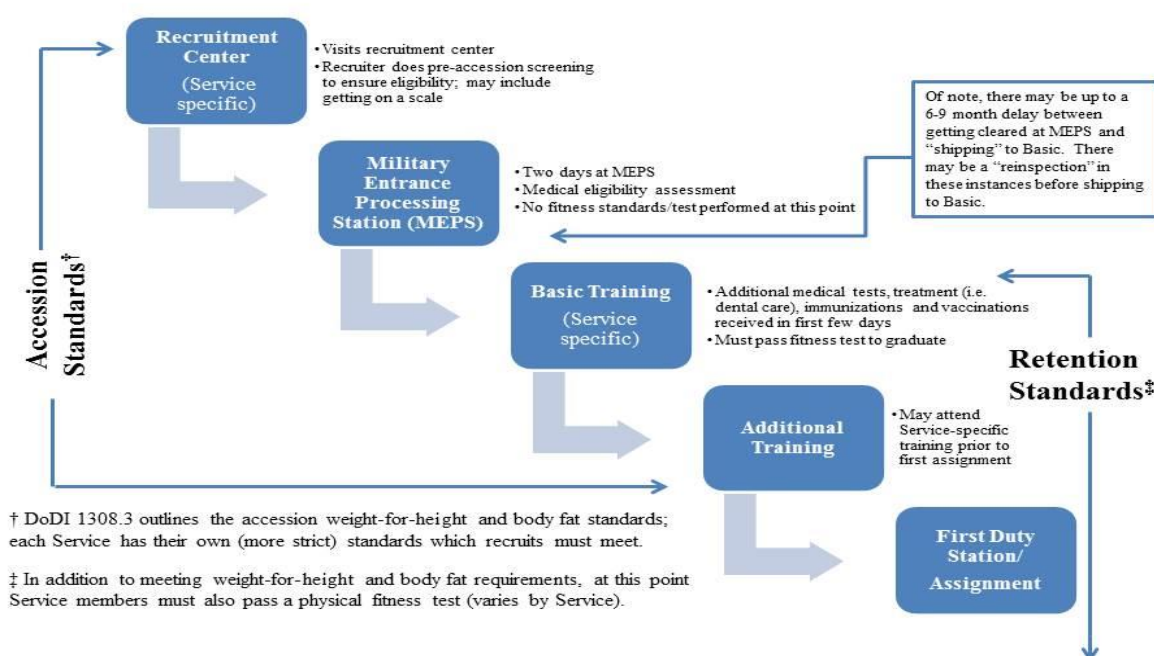 Recruitment
Center
(Service
specific)
• Visits recruitment center
• Recruiter does pre-accession screening
to ensure eligibility; may include
getting on a scale
Of note, there may be up to a
6-9 month delay between
getting cleared at MEPS and
“shipping” to Basic. There
may be a “reinspection” in
these instances before shipping
to Basic.
Military
Entrance
Processing
Station (MEPS)
• Two days at MEPS
• Medical eligibility assessment
• No fitness standards/test performed at this point
Accession
Standards†
Basic Training
(Service
specific)
• Additional medical tests, treatment (i.e.
dental care), immunizations and vaccinations
received in first few days
• Must pass fitness test to graduate
Retention
Standards‡
Additional
Training
• May attend
Service-specific
training prior to
first assignment
First Duty
Station/
Assignment
† DoDI 1308.3 outlines the accession weight-for-height and body fat standards;
each Service has their own (more strict) standards which recruits must meet.
‡ In addition to meeting weight-for-height and body fat requirements, at this point
Service members must also pass a physical fitness test (varies by Service).